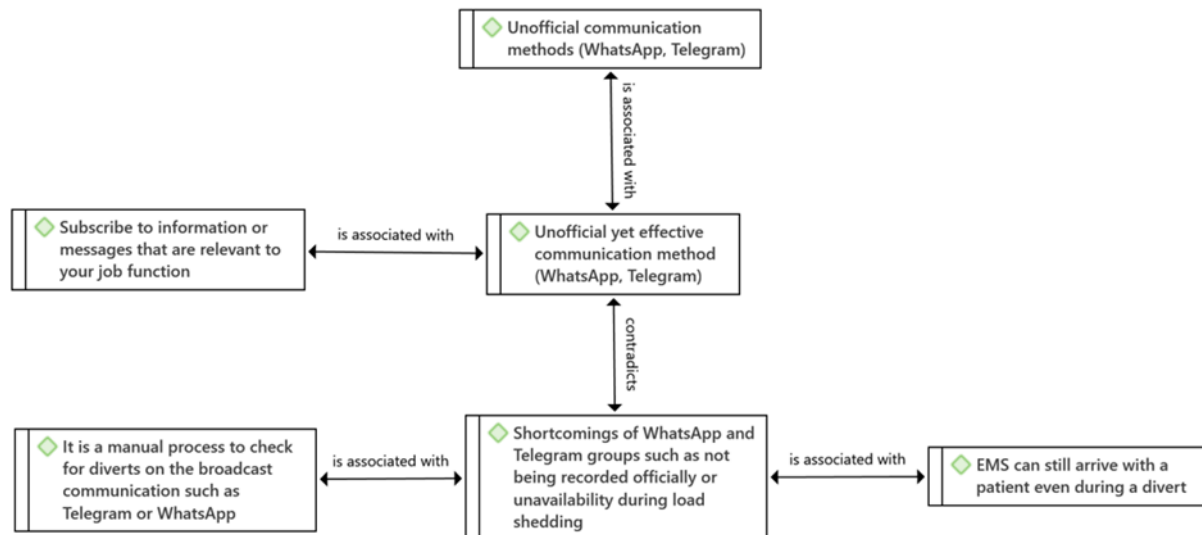 Unofficial communication
methods (WhatsApp, Telegram)
is associated with
Subscribe to information or
messages that are relevant to
your job function
is associated with
Unofficial yet effective
communication method
(WhatsApp, Telegram)
contradicts
It is a manual process to check
for diverts on the broadcast
communication such as
Telegram or WhatsApp
is associated with
Shortcomings of WhatsApp and
Telegram groups such as not
being recorded officially or
unavailability during load
shedding
is associated with
EMS can still arrive with a
patient even during a divert